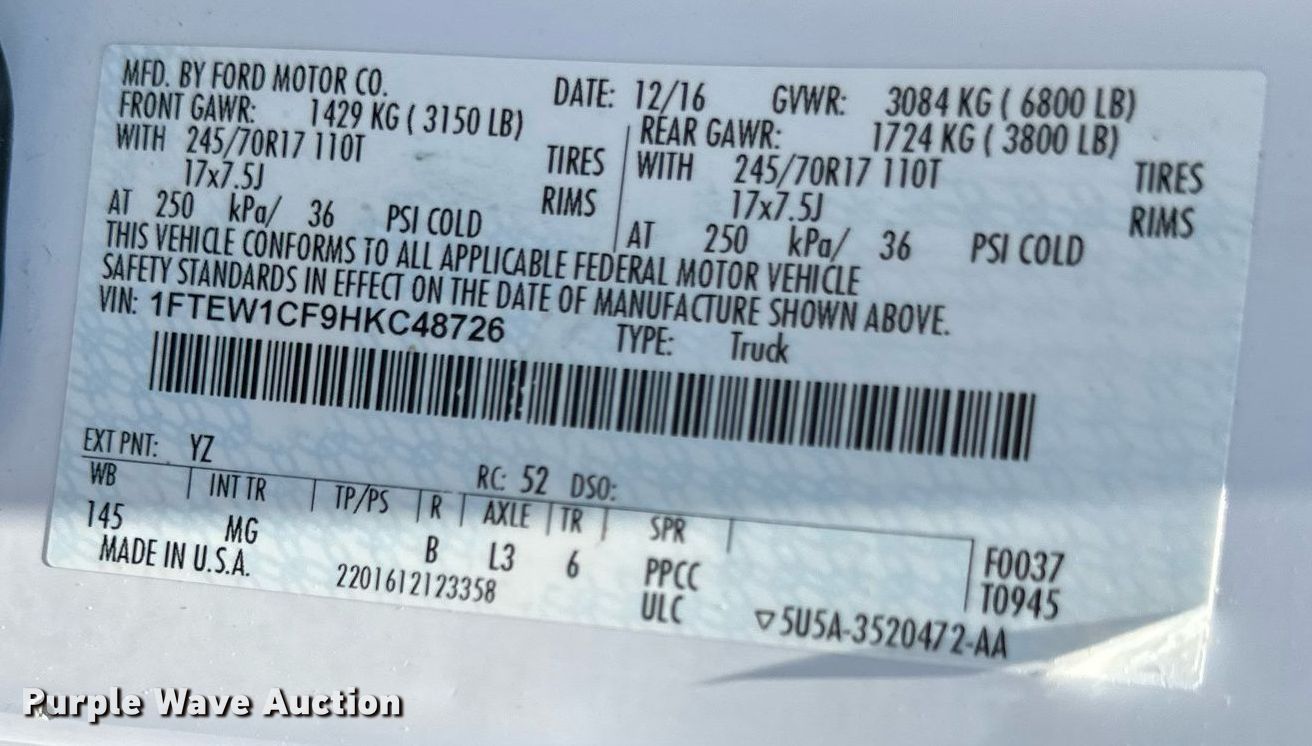 MFD. BY FORD MOTOR CO.
DATE: 12/16 GVWR: 3084 KG ( 6800 LB)
FRONT GAWR: 1429 KG ( 3150 LB)
WITH 245/70R17 110T TIRES
17x7.5J RIMS
AT 250 kPa/ 36 PSI COLD
REAR GAWR: 1724 KG ( 3800 LB)
WITH 245/70R17 110T TIRES
17x7.5J RIMS
AT 250 kPa/ 36 PSI COLD
THIS VEHICLE CONFORMS TO ALL APPLICABLE FEDERAL MOTOR VEHICLE
SAFETY STANDARDS IN EFFECT ON THE DATE OF MANUFACTURE SHOWN ABOVE.
VIN: 1FTEW1CF9HKC48726 TYPE: Truck
EXT PNT: YZ RC: 52 DSO:
WB INT TR TP/PS R AXLE TR SPR
145 MG B L3 6 PPCC F0037
MADE IN U.S.A. 2201612123358 ULC T0945
▽5U5A-3520472-AA
Purple Wave Auction